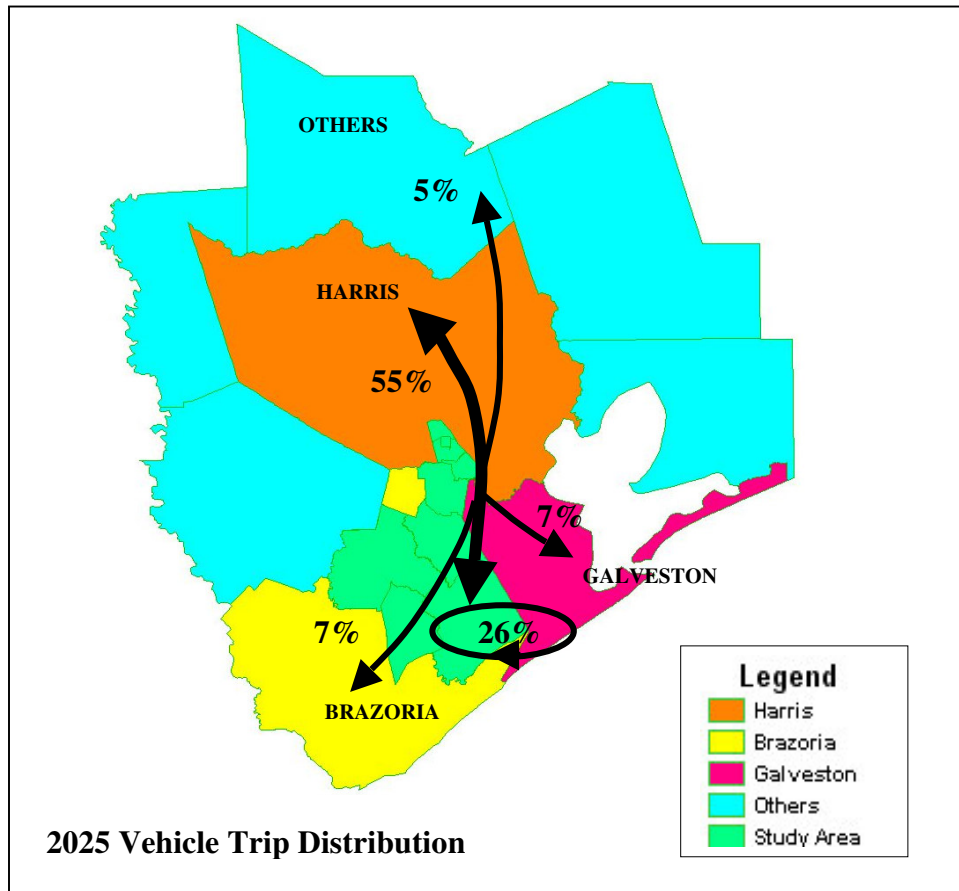 OTHERS
5%
HARRIS
55%
7%
GALVESTON
7%
26%
BRAZORIA
Legend
Harris
Brazoria
Galveston
Others
Study Area
2025 Vehicle Trip Distribution